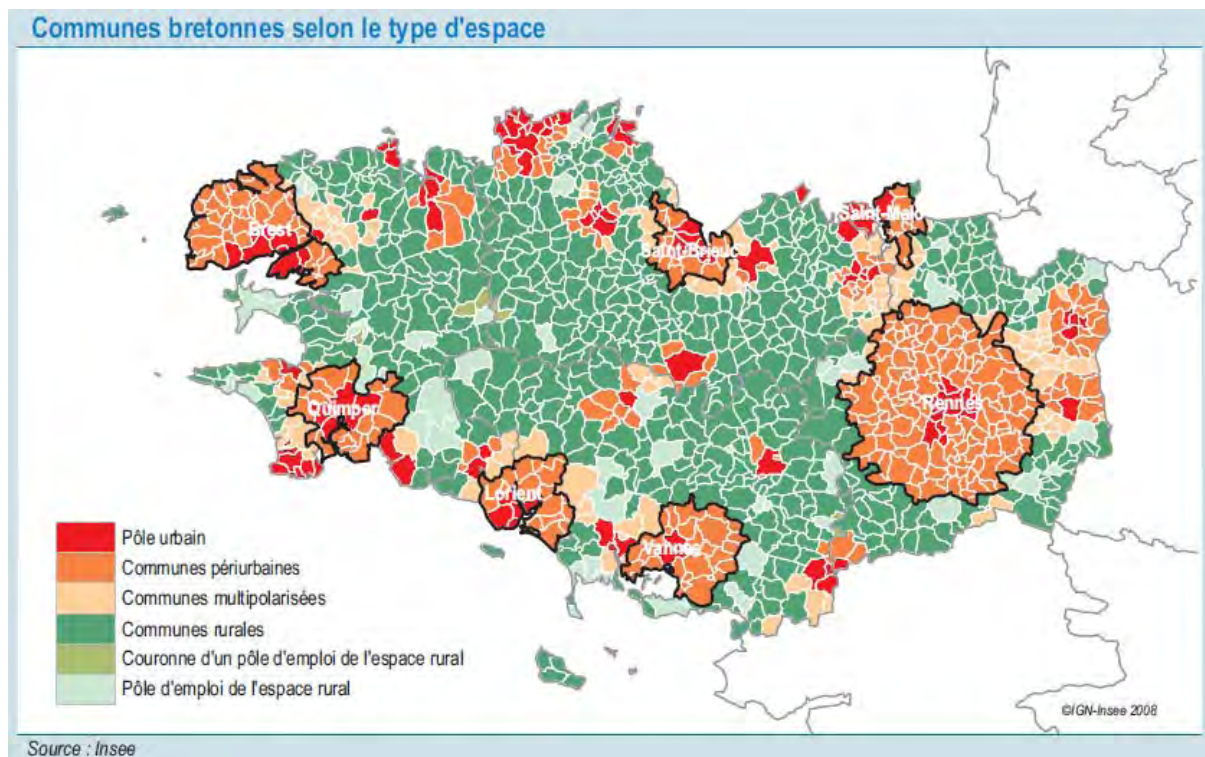 Communes bretonnes selon le type d'espace
Brest
Saint-Malo
Saint-Brieuc
Quimper
Rennes
Lorient
Vannes
Pôle urbain
Communes périurbaines
Communes multipolarisées
Communes rurales
Couronne d'un pôle d'emploi de l'espace rural
Pôle d'emploi de l'espace rural
©IGN-Insee 2008
Source : Insee